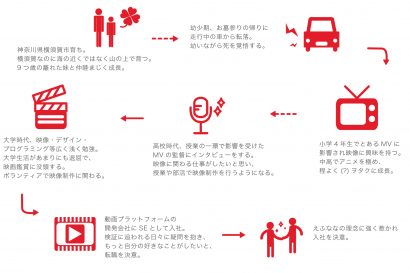 神奈川県横須賀市育ち。
横須賀なのに海の近くではなく山の上で育つ。
9つ歳の離れた妹と仲睦まじく成長。
幼少期、お墓参りの帰りに
走行中の車から転落。
幼いながら死を覚悟する。
小学4年生でとあるMVに
影響され映像に興味を持つ。
中高でアニメを極め、
程よく(?)ヲタクに成長。
高校時代、授業の一環で影響を受けた
MVの監督にインタビューをする。
映像に関わる仕事がしたいと思い、
授業や部活で映像制作を行うようになる。
大学時代、映像・デザイン・
プログラミング等広く浅く勉強。
大学生活があまりにも退屈で、
映画鑑賞に没頭する。
ボランティアで映像制作に関わる。
動画プラットフォームの
開発会社にSEとして入社。
検証に追われる日々に疑問を抱き、
もっと自分の好きなことがしたいと、
転職を決意。
えふななの理念に強く惹かれ
入社を決意。